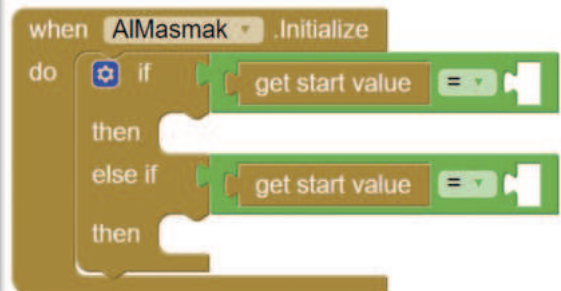 when AlMasmak .Initialize
do if get start value =
then
else if get start value =
then